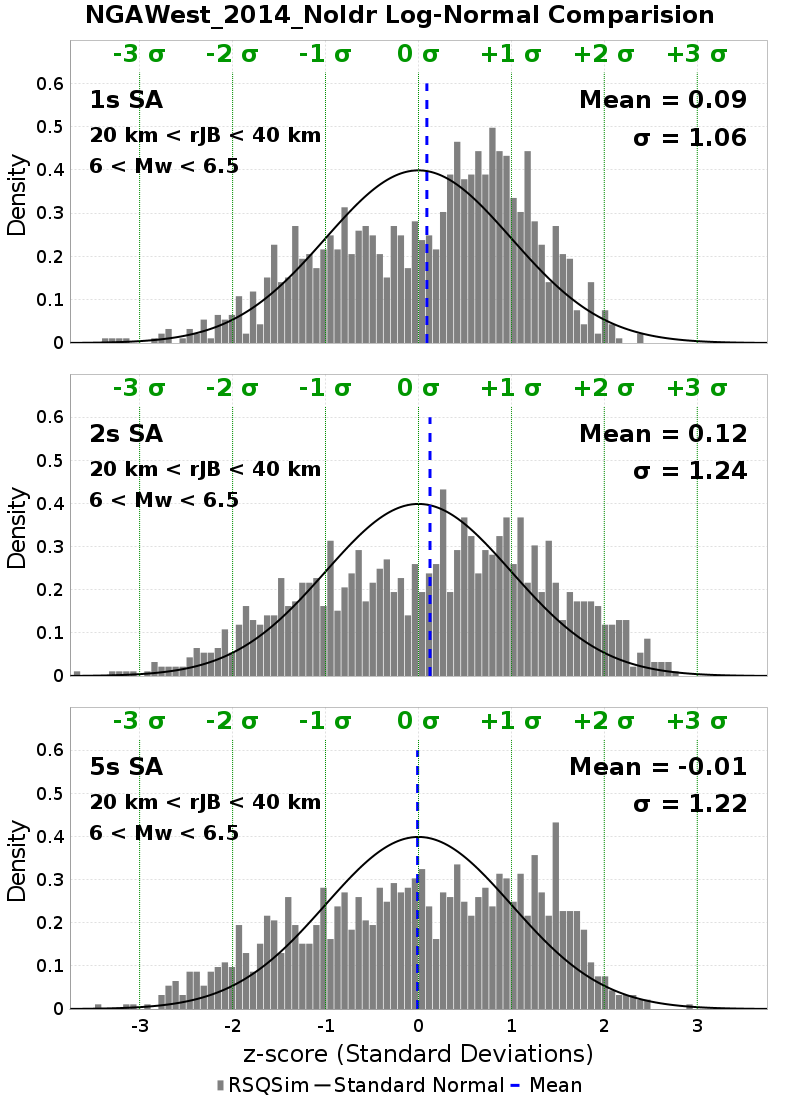 NGAWest_2014_NoIdr Log-Normal Comparision
-3 σ -2 σ -1 σ 0 σ +1 σ +2 σ +3 σ
0.6
1s SA
Mean = 0.09
0.5
20 km < rJB < 40 km
σ = 1.06
6 < Mw < 6.5
0.4
0.3
0.2
0.1
0
Density
-3 σ -2 σ -1 σ 0 σ +1 σ +2 σ +3 σ
0.6
2s SA
Mean = 0.12
0.5
20 km < rJB < 40 km
σ = 1.24
6 < Mw < 6.5
0.4
0.3
0.2
0.1
0
Density
-3 σ -2 σ -1 σ 0 σ +1 σ +2 σ +3 σ
0.6
5s SA
Mean = -0.01
0.5
20 km < rJB < 40 km
σ = 1.22
6 < Mw < 6.5
0.4
0.3
0.2
0.1
0
Density
-3 -2 -1 0 1 2 3
z-score (Standard Deviations)
RSQSim Standard Normal Mean